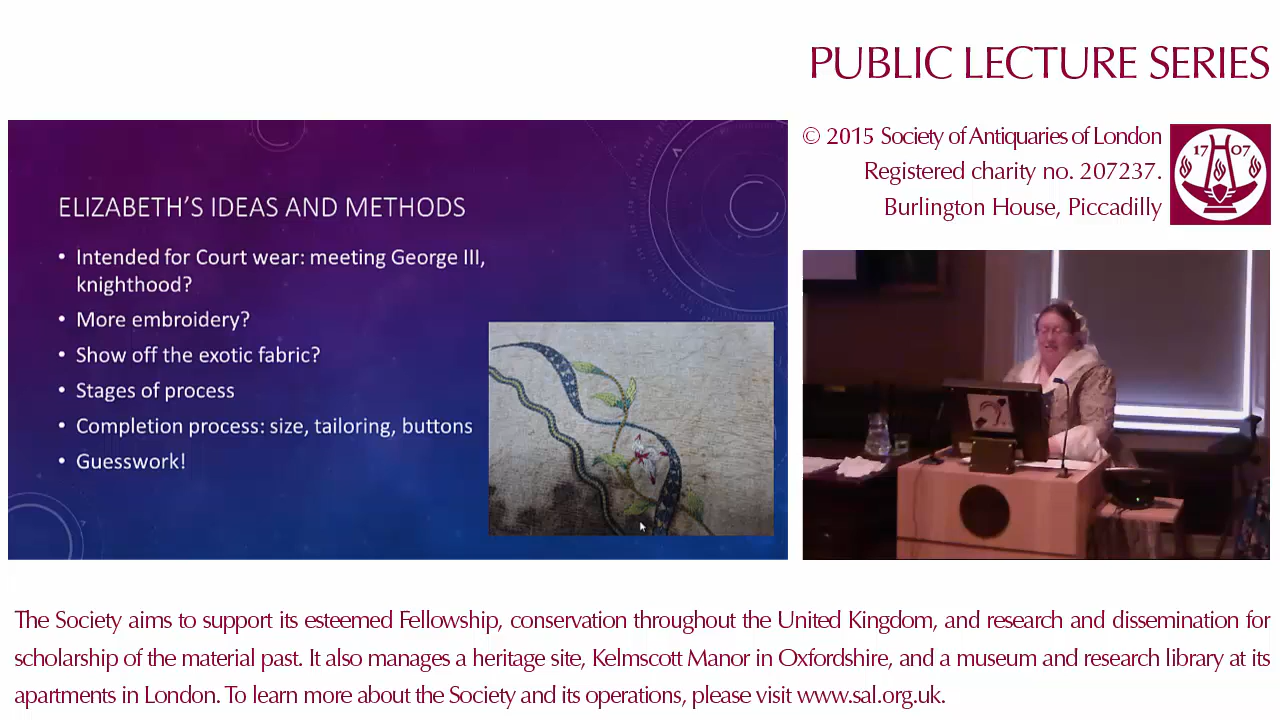 PUBLIC LECTURE SERIES
© 2015 Society of Antiquaries of London
Registered charity no. 207237.
Burlington House, Piccadilly
17 07
ELIZABETH'S IDEAS AND METHODS
• Intended for Court wear: meeting George III,
knighthood?
• More embroidery?
• Show off the exotic fabric?
• Stages of process
• Completion process: size, tailoring, buttons
• Guesswork!
The Society aims to support its esteemed Fellowship, conservation throughout the United Kingdom, and research and dissemination for
scholarship of the material past. It also manages a heritage site, Kelmscott Manor in Oxfordshire, and a museum and research library at its
apartments in London. To learn more about the Society and its operations, please visit www.sal.org.uk.